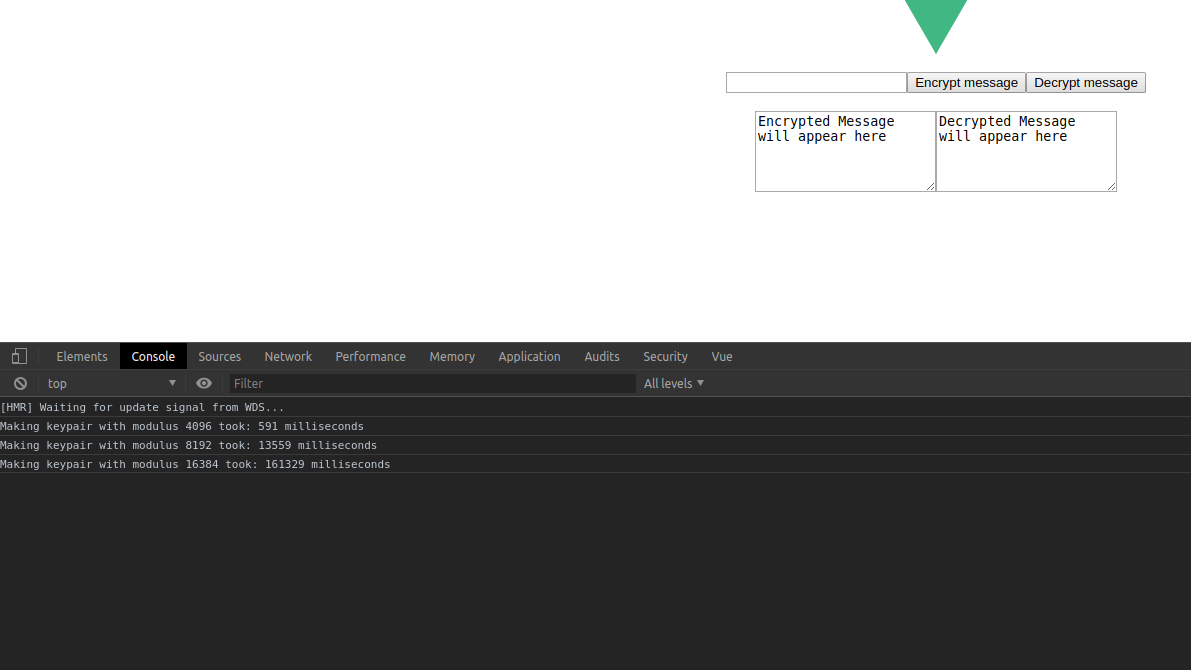 Encrypt message Decrypt message
Encrypted Message
will appear here
Decrypted Message
will appear here
Elements Console Sources Network Performance Memory Application Audits Security Vue
top Filter All levels
[HMR] Waiting for update signal from WDS...
Making keypair with modulus 4096 took: 591 milliseconds
Making keypair with modulus 8192 took: 13559 milliseconds
Making keypair with modulus 16384 took: 161329 milliseconds